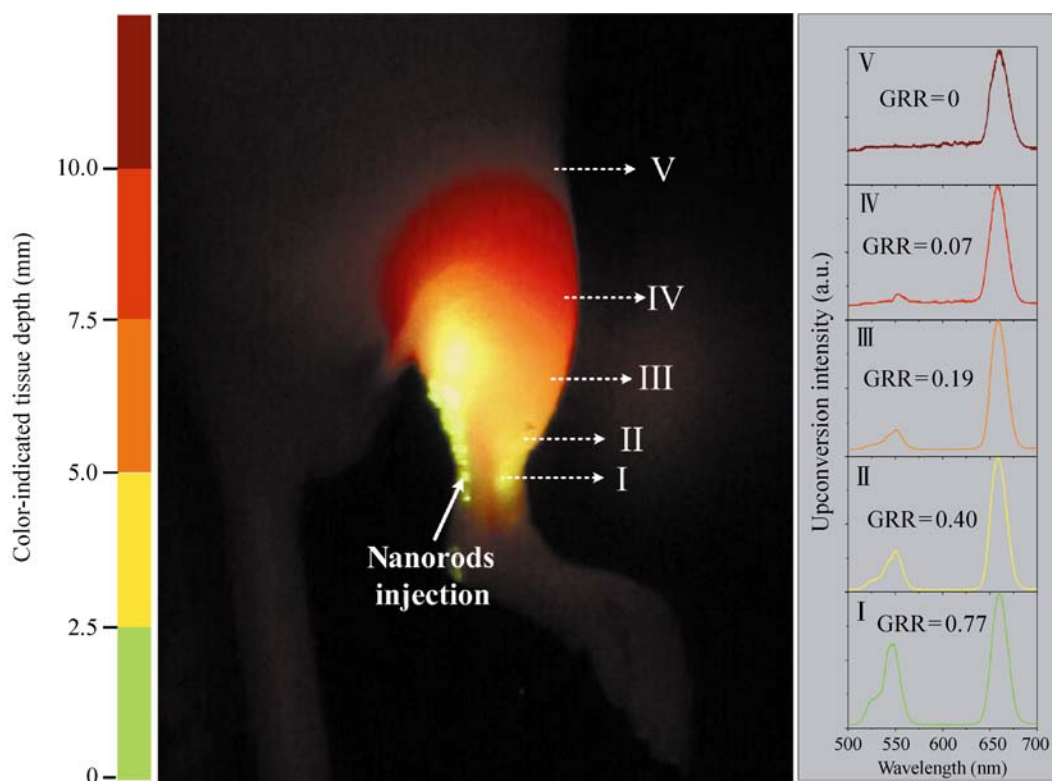 Color-indicated tissue depth (mm)
10.0
7.5
5.0
2.5
0
V
IV
III
II
I
Nanorods
injection
Upconversion intensity (a.u.)
V
GRR=0
IV
GRR=0.07
III
GRR=0.19
II
GRR=0.40
I
GRR=0.77
500 550 600 650 700
Wavelength (nm)